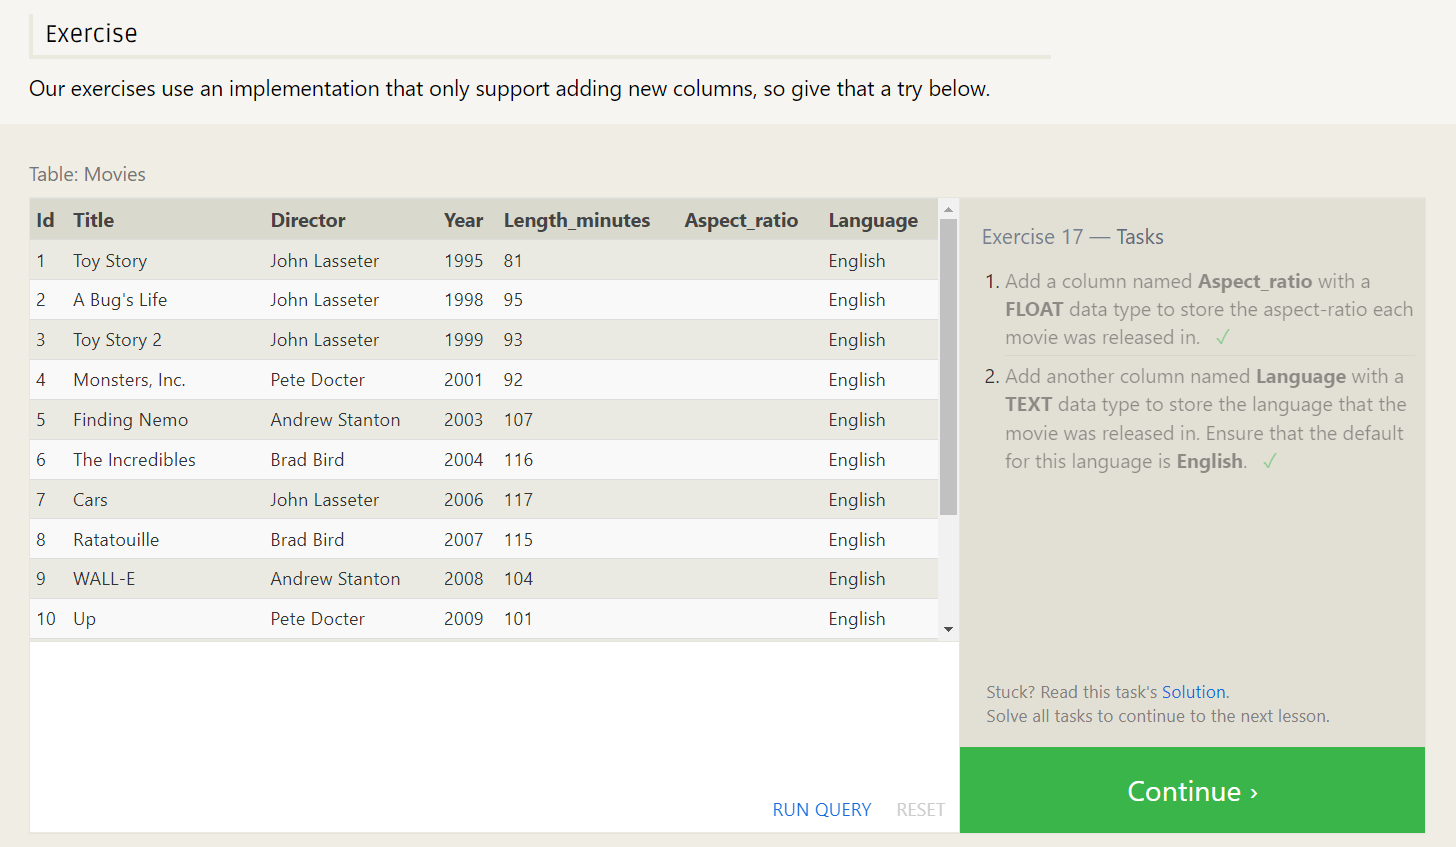 Exercise
Our exercises use an implementation that only support adding new columns, so give that a try below.
Table: Movies
Id Title Director Year Length_minutes Aspect_ratio Language
1 Toy Story John Lasseter 1995 81 English
2 A Bug's Life John Lasseter 1998 95 English
3 Toy Story 2 John Lasseter 1999 93 English
4 Monsters, Inc. Pete Docter 2001 92 English
5 Finding Nemo Andrew Stanton 2003 107 English
6 The Incredibles Brad Bird 2004 116 English
7 Cars John Lasseter 2006 117 English
8 Ratatouille Brad Bird 2007 115 English
9 WALL-E Andrew Stanton 2008 104 English
10 Up Pete Docter 2009 101 English
RUN QUERY RESET
Exercise 17 — Tasks
1. Add a column named Aspect_ratio with a
FLOAT data type to store the aspect-ratio each
movie was released in. ✓
2. Add another column named Language with a
TEXT data type to store the language that the
movie was released in. Ensure that the default
for this language is English. ✓
Stuck? Read this task's Solution.
Solve all tasks to continue to the next lesson.
Continue ›